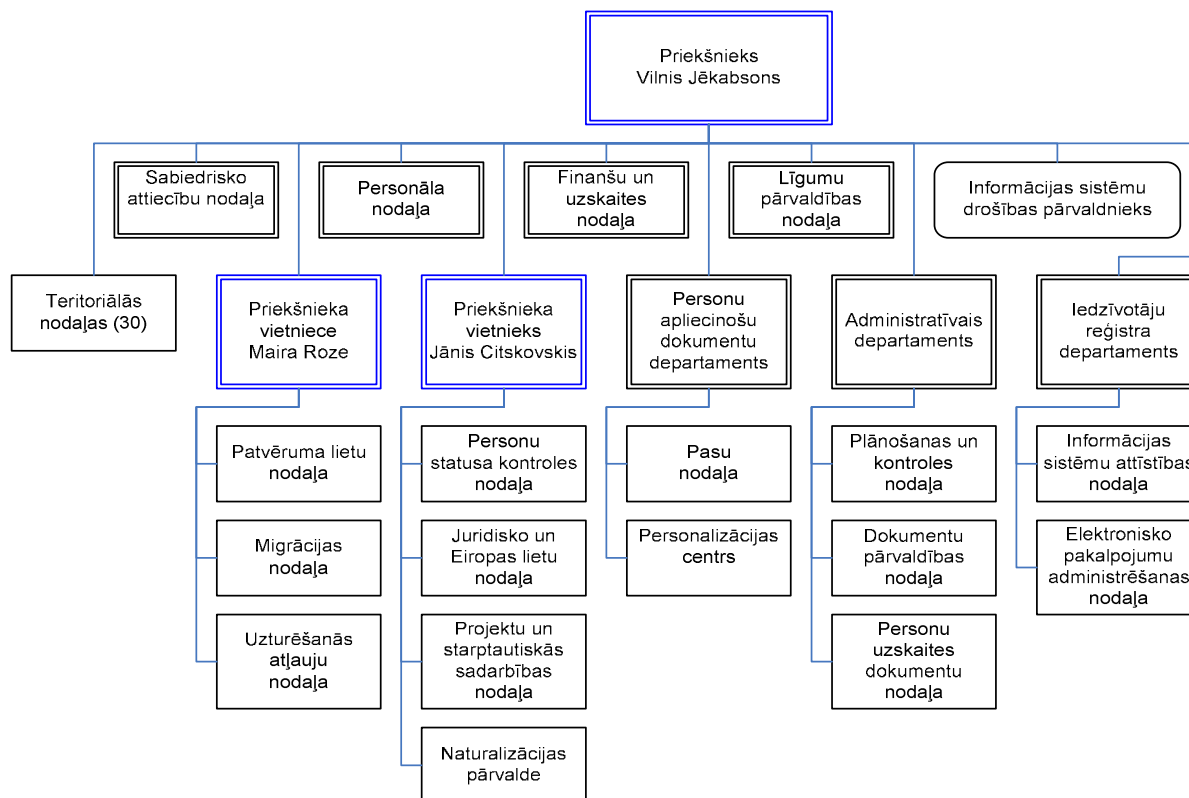 Priekšnieks
Vilnis Jēkabsons
Sabiedrisko
attiecību nodaļa
Personāla
nodaļa
Finanšu un
uzskaites
nodaļa
Līgumu
pārvaldības
nodaļa
Informācijas sistēmu
drošības pārvaldnieks
Teritoriālās
nodaļas (30)
Priekšnieka
vietniece
Maira Roze
Priekšnieka
vietnieks
Jānis Citskovskis
Personu
apliecinošu
dokumentu
departaments
Administratīvais
departaments
Iedzīvotāju
reģistra
departaments
Patvēruma lietu
nodaļa
Migrācijas
nodaļa
Uzturēšanās
atļauju
nodaļa
Personu
statusa kontroles
nodaļa
Juridisko un
Eiropas lietu
nodaļa
Projektu un
starptautiskās
sadarbības
nodaļa
Naturalizācijas
pārvalde
Pasu
nodaļa
Personalizācijas
centrs
Plānošanas un
kontroles
nodaļa
Dokumentu
pārvaldības
nodaļa
Personu
uzskaites
dokumentu
nodaļa
Informācijas
sistēmu attīstības
nodaļa
Elektronisko
pakalpojumu
administrēšanas
nodaļa